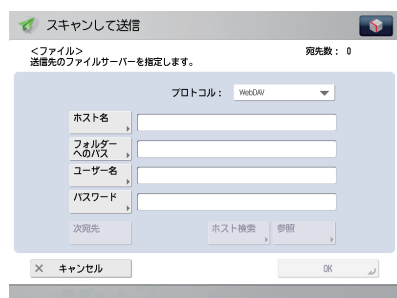 スキャンして送信
<ファイル>
宛先数： 0
送信先のファイルサーバーを指定します。
プロトコル： WebDAV
ホスト名
フォルダー
へのパス
ユーザー名
パスワード
次宛先
ホスト検索
参照
× キャンセル
OK